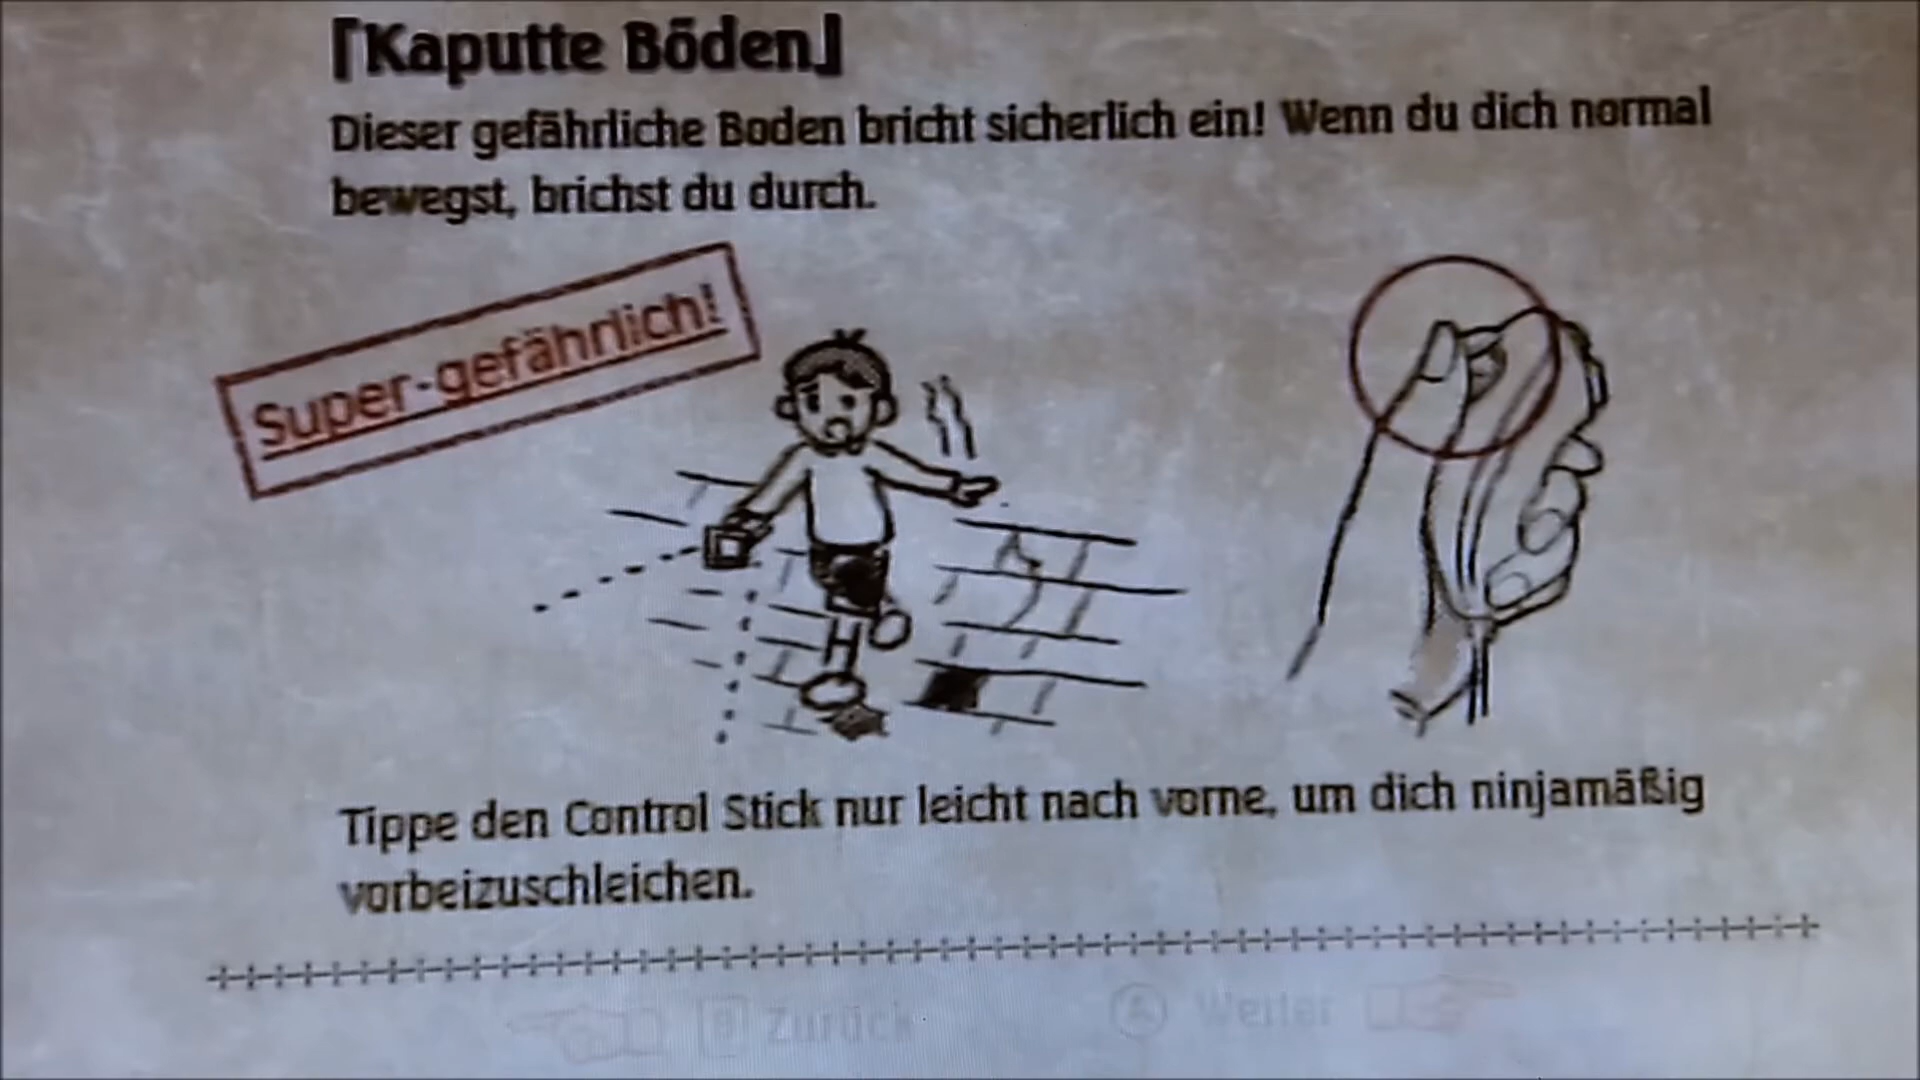 「Kaputte Böden」
Dieser gefährliche Boden bricht sicherlich ein! Wenn du dich normal
bewegst, brichst du durch.
Super-gefährlich!
Tippe den Control Stick nur leicht nach vorne, um dich ninjamäßig
vorbeizuschleichen.
B Zurück
A Weiter